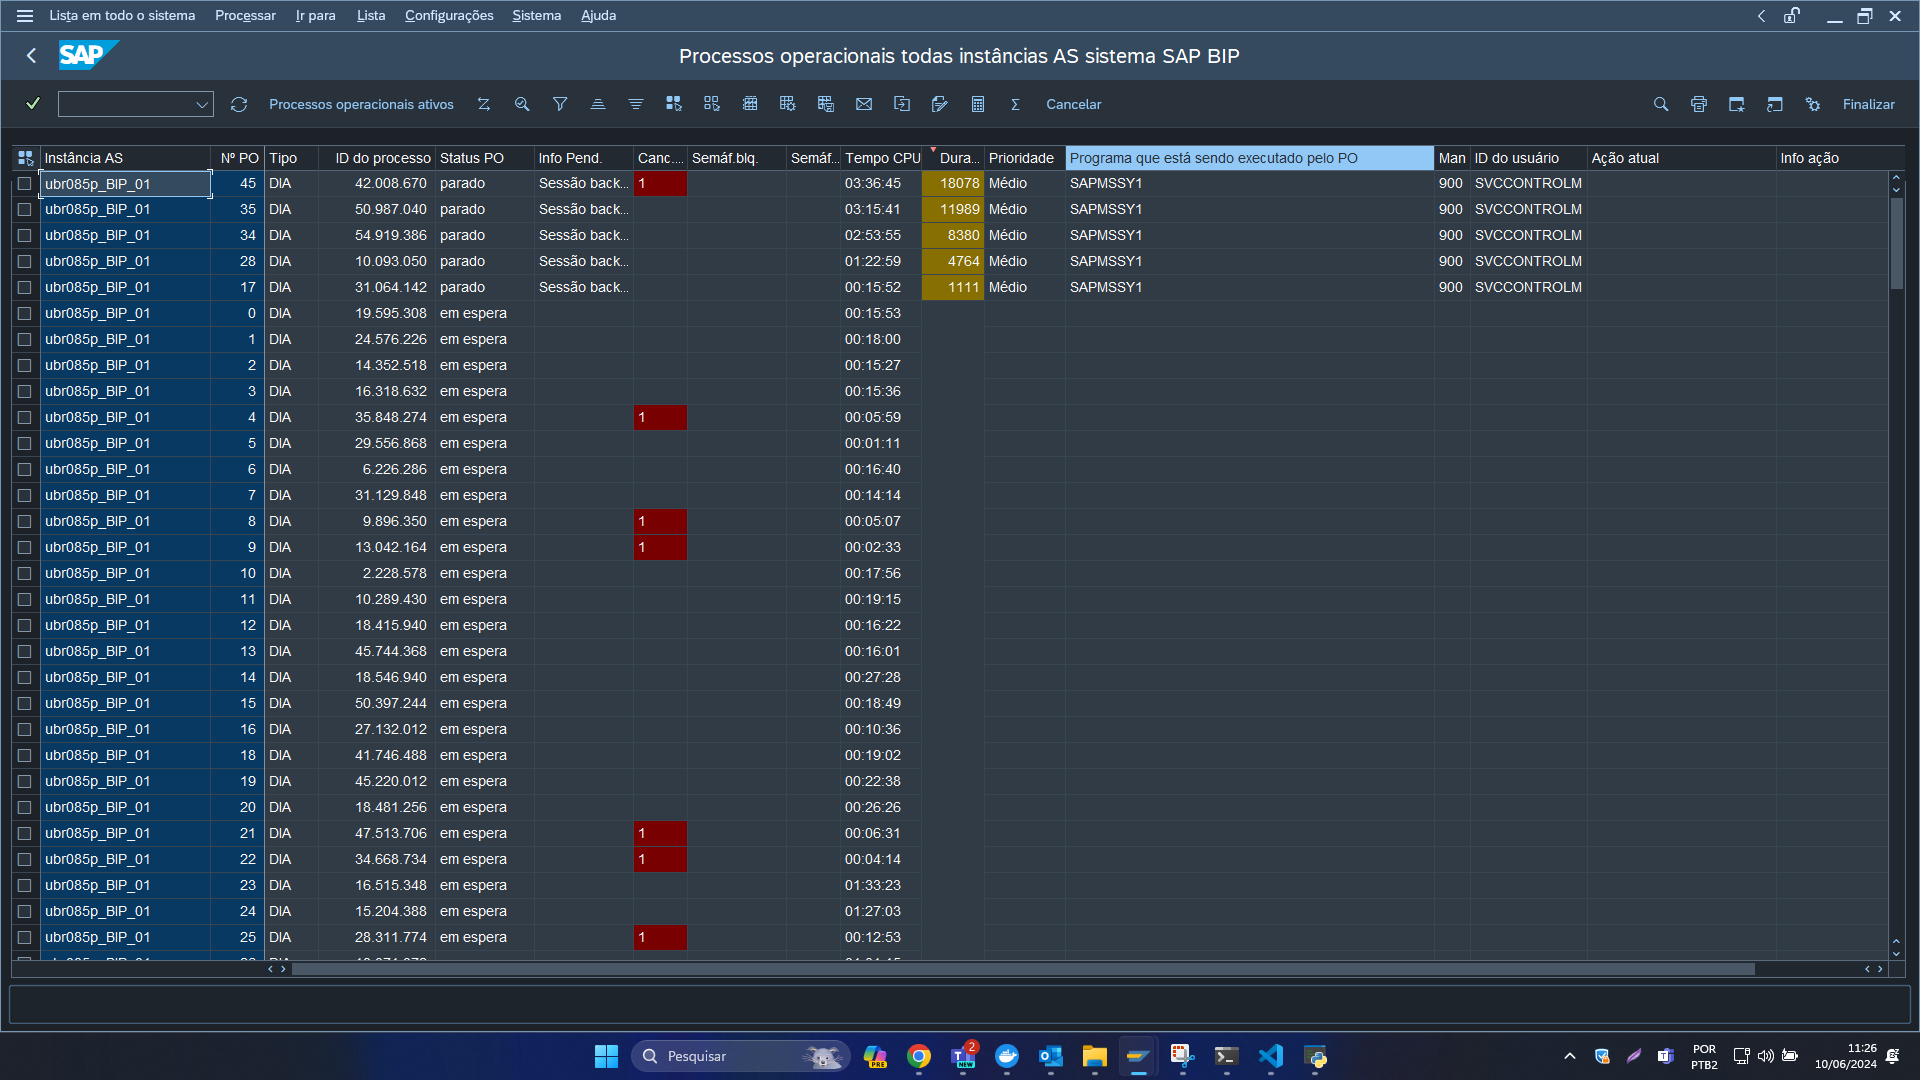 Lista em todo o sistema Processar Ir para Lista Configurações Sistema Ajuda
SAP Processos operacionais todas instâncias AS sistema SAP BIP
Processos operacionais ativos Cancelar Finalizar
Instância AS Nº PO Tipo ID do processo Status PO Info Pend. Canc.... Semáf.blq. Semáf... Tempo CPU Dura... Prioridade Programa que está sendo executado pelo PO Man ID do usuário Ação atual Info ação
ubr085p_BIP_01 45 DIA 42.008.670 parado Sessão back... 1 03:36:45 18078 Médio SAPMSSY1 900 SVCCONTROLM
ubr085p_BIP_01 35 DIA 50.987.040 parado Sessão back... 03:15:41 11989 Médio SAPMSSY1 900 SVCCONTROLM
ubr085p_BIP_01 34 DIA 54.919.386 parado Sessão back... 02:53:55 8380 Médio SAPMSSY1 900 SVCCONTROLM
ubr085p_BIP_01 28 DIA 10.093.050 parado Sessão back... 01:22:59 4764 Médio SAPMSSY1 900 SVCCONTROLM
ubr085p_BIP_01 17 DIA 31.064.142 parado Sessão back... 00:15:52 1111 Médio SAPMSSY1 900 SVCCONTROLM
ubr085p_BIP_01 0 DIA 19.595.308 em espera 00:15:53
ubr085p_BIP_01 1 DIA 24.576.226 em espera 00:18:00
ubr085p_BIP_01 2 DIA 14.352.518 em espera 00:15:27
ubr085p_BIP_01 3 DIA 16.318.632 em espera 00:15:36
ubr085p_BIP_01 4 DIA 35.848.274 em espera 1 00:05:59
ubr085p_BIP_01 5 DIA 29.556.868 em espera 00:01:11
ubr085p_BIP_01 6 DIA 6.226.286 em espera 00:16:40
ubr085p_BIP_01 7 DIA 31.129.848 em espera 00:14:14
ubr085p_BIP_01 8 DIA 9.896.350 em espera 1 00:05:07
ubr085p_BIP_01 9 DIA 13.042.164 em espera 1 00:02:33
ubr085p_BIP_01 10 DIA 2.228.578 em espera 00:17:56
ubr085p_BIP_01 11 DIA 10.289.430 em espera 00:19:15
ubr085p_BIP_01 12 DIA 18.415.940 em espera 00:16:22
ubr085p_BIP_01 13 DIA 45.744.368 em espera 00:16:01
ubr085p_BIP_01 14 DIA 18.546.940 em espera 00:27:28
ubr085p_BIP_01 15 DIA 50.397.244 em espera 00:18:49
ubr085p_BIP_01 16 DIA 27.132.012 em espera 00:10:36
ubr085p_BIP_01 18 DIA 41.746.488 em espera 00:19:02
ubr085p_BIP_01 19 DIA 45.220.012 em espera 00:22:38
ubr085p_BIP_01 20 DIA 18.481.256 em espera 00:26:26
ubr085p_BIP_01 21 DIA 47.513.706 em espera 1 00:06:31
ubr085p_BIP_01 22 DIA 34.668.734 em espera 1 00:04:14
ubr085p_BIP_01 23 DIA 16.515.348 em espera 01:33:23
ubr085p_BIP_01 24 DIA 15.204.388 em espera 01:27:03
ubr085p_BIP_01 25 DIA 28.311.774 em espera 1 00:12:53
Pesquisar PRE 2 NEW POR 11:26
PTB2 10/06/2024